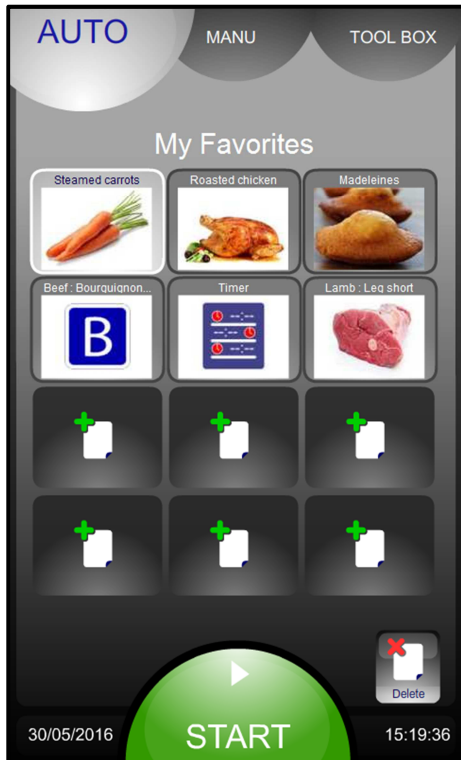 AUTO
MANU
TOOL BOX
My Favorites
Steamed carrots
Roasted chicken
Madeleines
Beef : Bourguignon...
Timer
Lamb : Leg short
B
--:--
--:--
--:--
Delete
START
30/05/2016
15:19:36